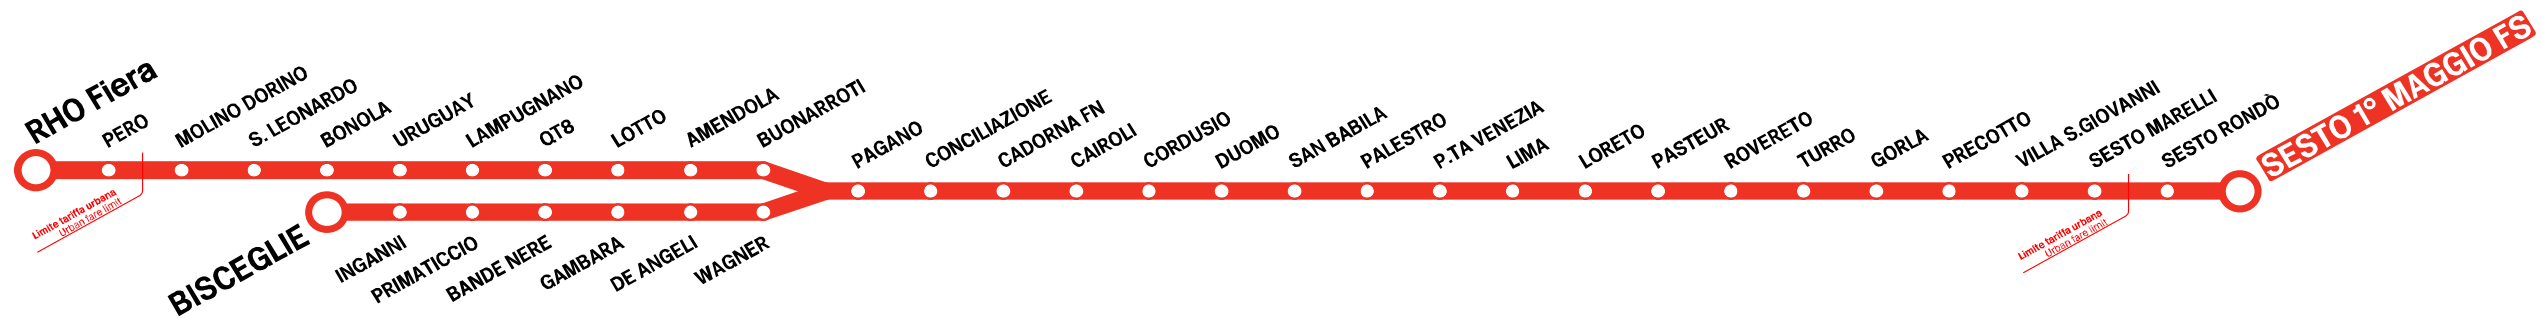 RHO Fiera
PERO
MOLINO DORINO
S. LEONARDO
BONOLA
URUGUAY
LAMPUGNANO
QT8
LOTTO
AMENDOLA
BUONARROTI
PAGANO
CONCILIAZIONE
CADORNA FN
CAIROLI
CORDUSIO
DUOMO
SAN BABILA
PALESTRO
P.TA VENEZIA
LIMA
LORETO
PASTEUR
ROVERETO
TURRO
GORLA
PRECOTTO
VILLA S.GIOVANNI
SESTO MARELLI
SESTO RONDÒ
SESTO 1° MAGGIO FS
Limite tariffa urbana
Urban fare limit
BISCEGLIE
INGANNI
PRIMATICCIO
BANDE NERE
GAMBARA
DE ANGELI
WAGNER
Limite tariffa urbana
Urban fare limit